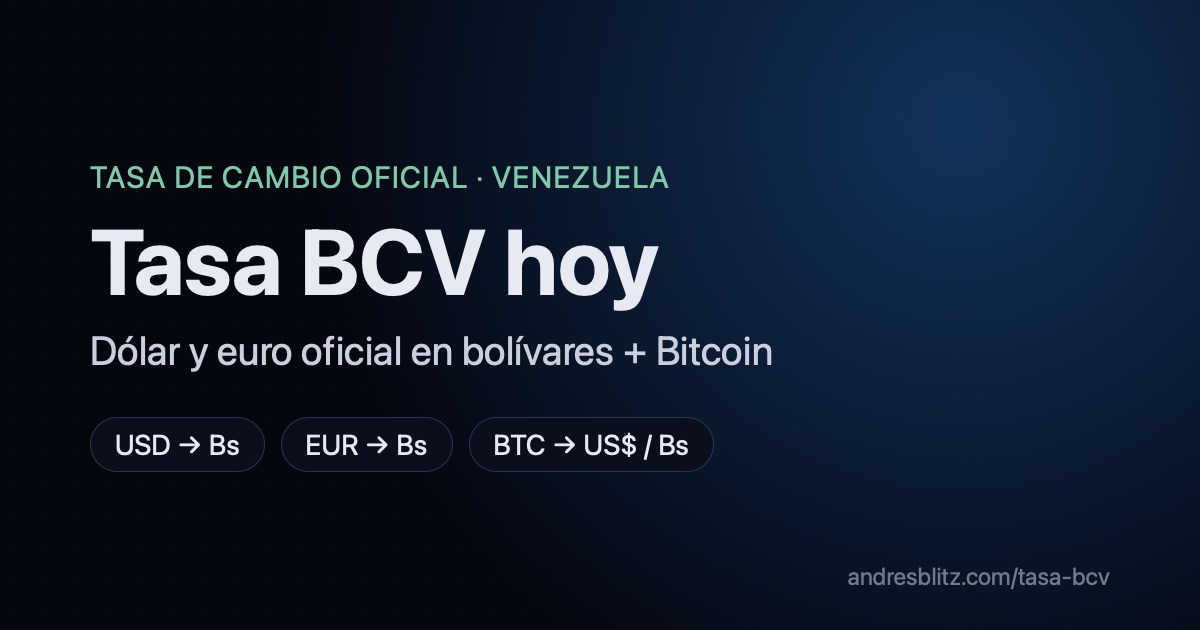 TASA DE CAMBIO OFICIAL · VENEZUELA
Tasa BCV hoy
Dólar y euro oficial en bolívares + Bitcoin
USD → Bs EUR → Bs BTC → US$ / Bs
andresblitz.com/tasa-bcv